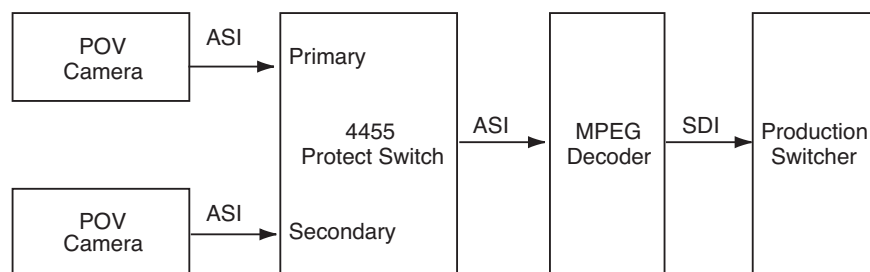 POV
Camera
ASI
Primary
4455
Protect Switch
ASI
MPEG
Decoder
SDI
Production
Switcher
POV
Camera
ASI
Secondary